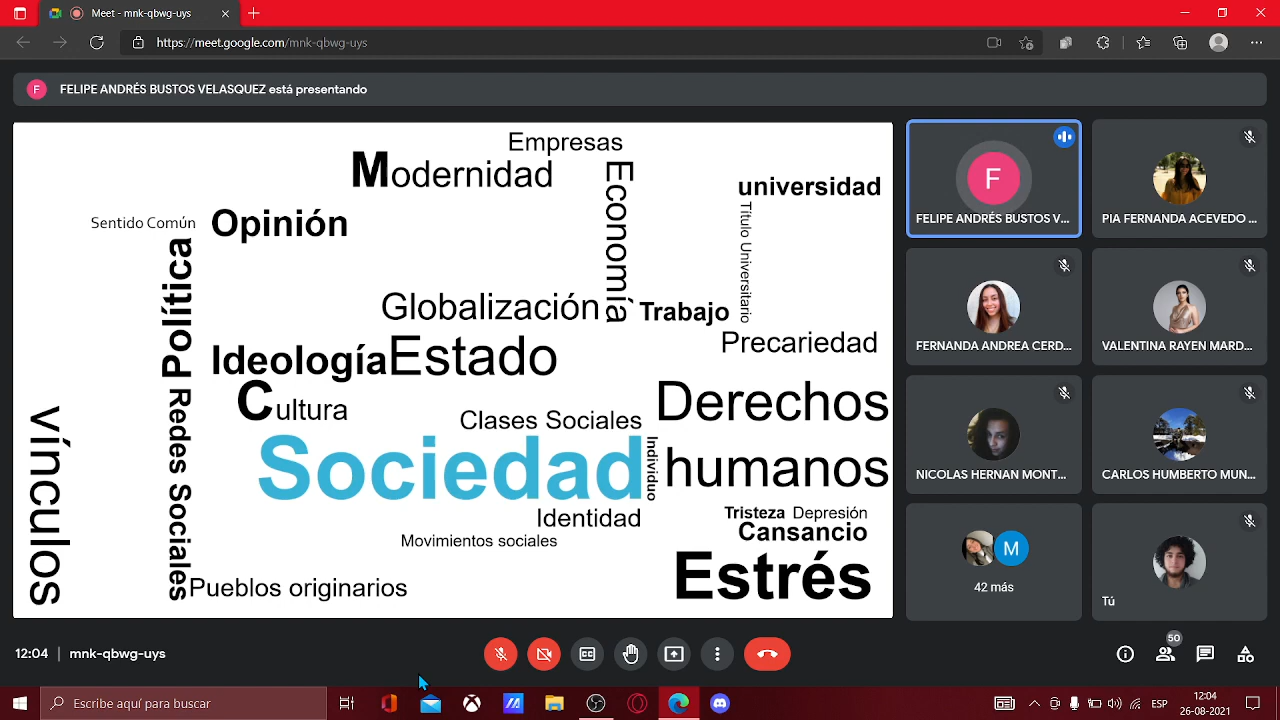 Meet - mnk-qbwg-uys
https://meet.google.com/mnk-qbwg-uys
F
FELIPE ANDRÉS BUSTOS VELASQUEZ está presentando
Empresas
Modernidad
Economía
universidad
Título Universitario
Sentido Común
Opinión
Política
Globalización
Trabajo
Precariedad
Ideología
Estado
Cultura
Redes Sociales
vínculos
Clases Sociales
Derechos
Sociedad
Individuo
humanos
Identidad
Tristeza Depresión
Cansancio
Movimientos sociales
Estrés
Pueblos originarios
F
FELIPE ANDRÉS BUSTOS V...
PIA FERNANDA ACEVEDO ...
FERNANDA ANDREA CERD...
VALENTINA RAYEN MARD...
NICOLAS HERNAN MONT...
CARLOS HUMBERTO MUN...
M
42 más
Tú
12:04 | mnk-qbwg-uys
50
Escribe aquí para buscar
ESP
12:04
26-08-2021